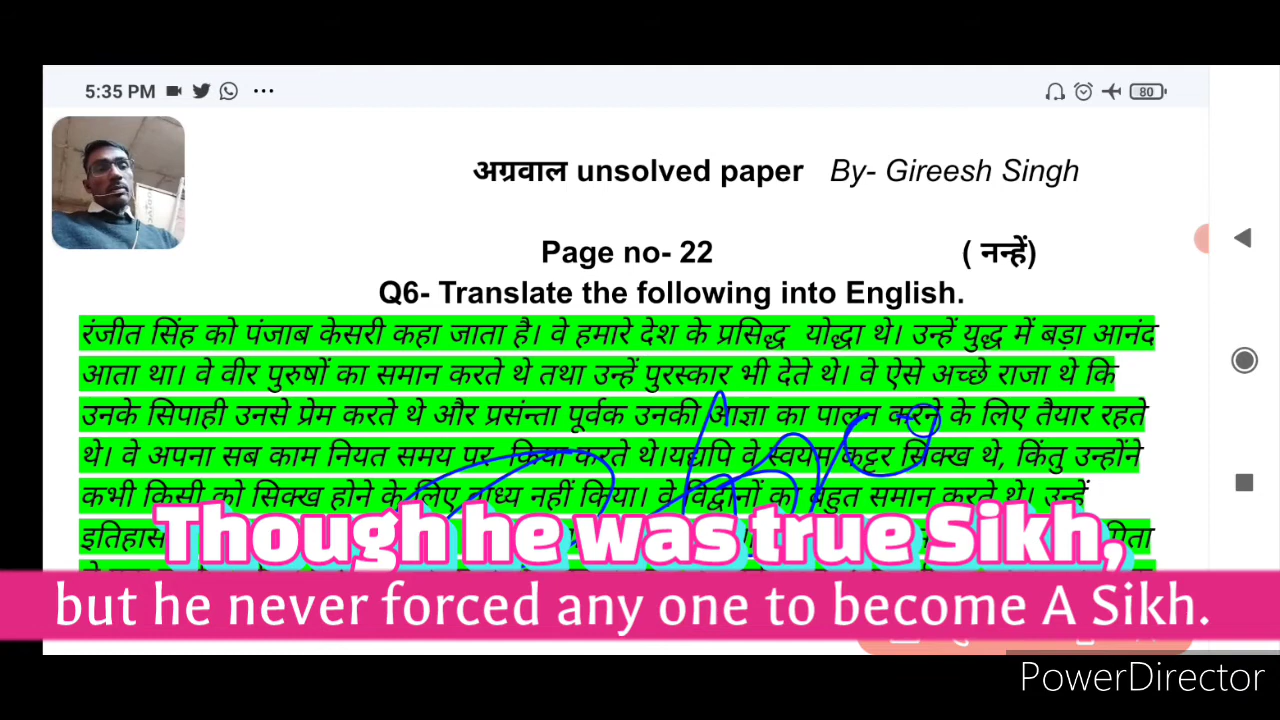 5:35 PM
80
अग्रवाल unsolved paper By- Gireesh Singh
Page no- 22 ( नन्हें)
Q6- Translate the following into English.
रंजीत सिंह को पंजाब केसरी कहा जाता है। वे हमारे देश के प्रसिद्ध योद्धा थे। उन्हें युद्ध में बड़ा आनंद
आता था। वे वीर पुरुषों का समान करते थे तथा उन्हें पुरस्कार भी देते थे। वे ऐसे अच्छे राजा थे कि
उनके सिपाही उनसे प्रेम करते थे और प्रसंन्ता पूर्वक उनकी आज्ञा का पालन करने के लिए तैयार रहते
थे। वे अपना सब काम नियत समय पर किया करते थे।यद्यपि वे स्वयं कट्टर सिक्ख थे, किंतु उन्होंने
कभी किसी को सिक्ख होने के लिए बाध्य नहीं किया। वे विद्वानों का बहुत समान करते थे। उन्हें
इतिहास
Though he was true Sikh,
but he never forced any one to become A Sikh.
PowerDirector